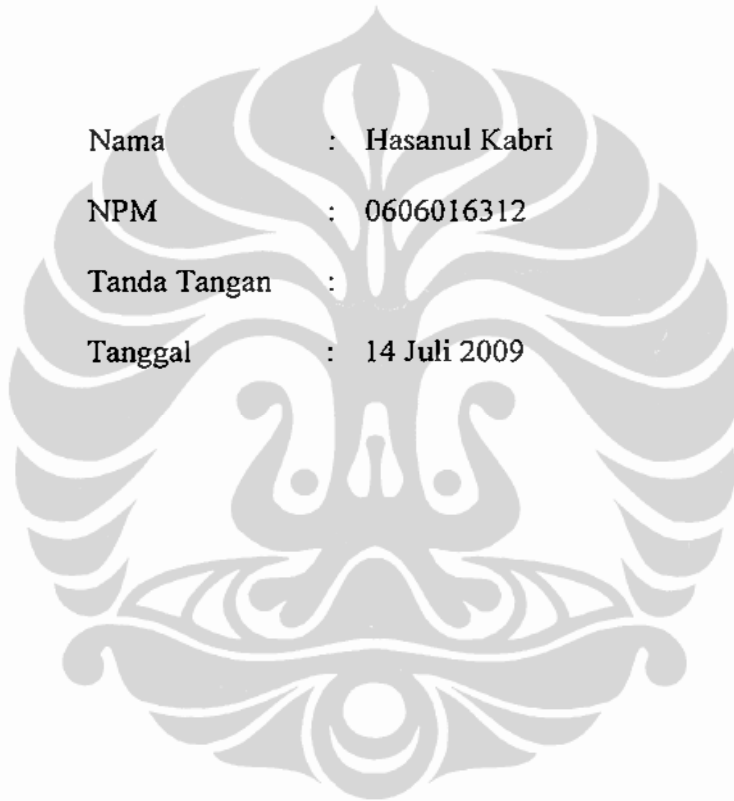 Nama : Hasanul Kabri
NPM : 0606016312
Tanda Tangan :
Tanggal : 14 Juli 2009